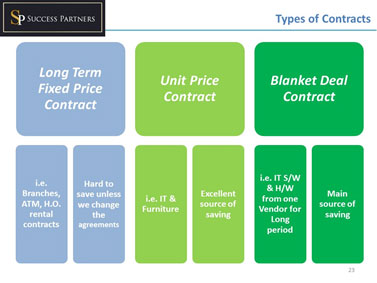 SP SUCCESS PARTNERS
Types of Contracts
Long Term
Fixed Price
Contract
Unit Price
Contract
Blanket Deal
Contract
i.e.
Branches,
ATM, H.O.
rental
contracts
Hard to
save unless
we change
the
agreements
i.e. IT &
Furniture
Excellent
source of
saving
i.e. IT S/W
& H/W
from one
Vendor for
Long
period
Main
source of
saving
23